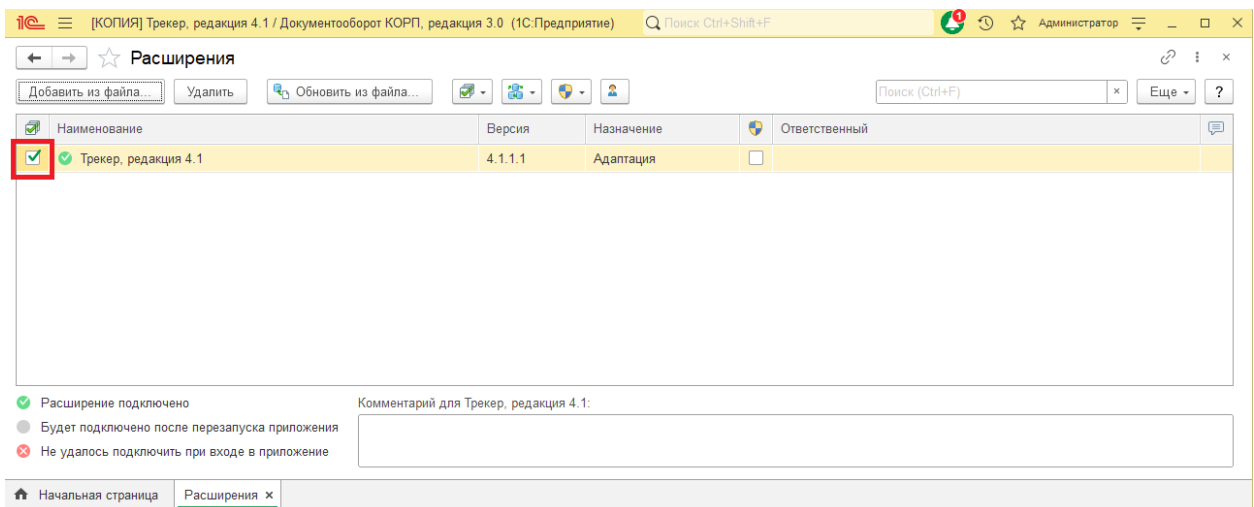 [КОПИЯ] Трекер, редакция 4.1 / Документооборот КОРП, редакция 3.0 (1С:Предприятие) Поиск Ctrl+Shift+F 1 Администратор
Расширения
Добавить из файла... Удалить Обновить из файла... Поиск (Ctrl+F) × Еще ?
Наименование Версия Назначение Ответственный
Трекер, редакция 4.1 4.1.1.1 Адаптация
Расширение подключено Комментарий для Трекер, редакция 4.1:
Будет подключено после перезапуска приложения
Не удалось подключить при входе в приложение
Начальная страница Расширения ×